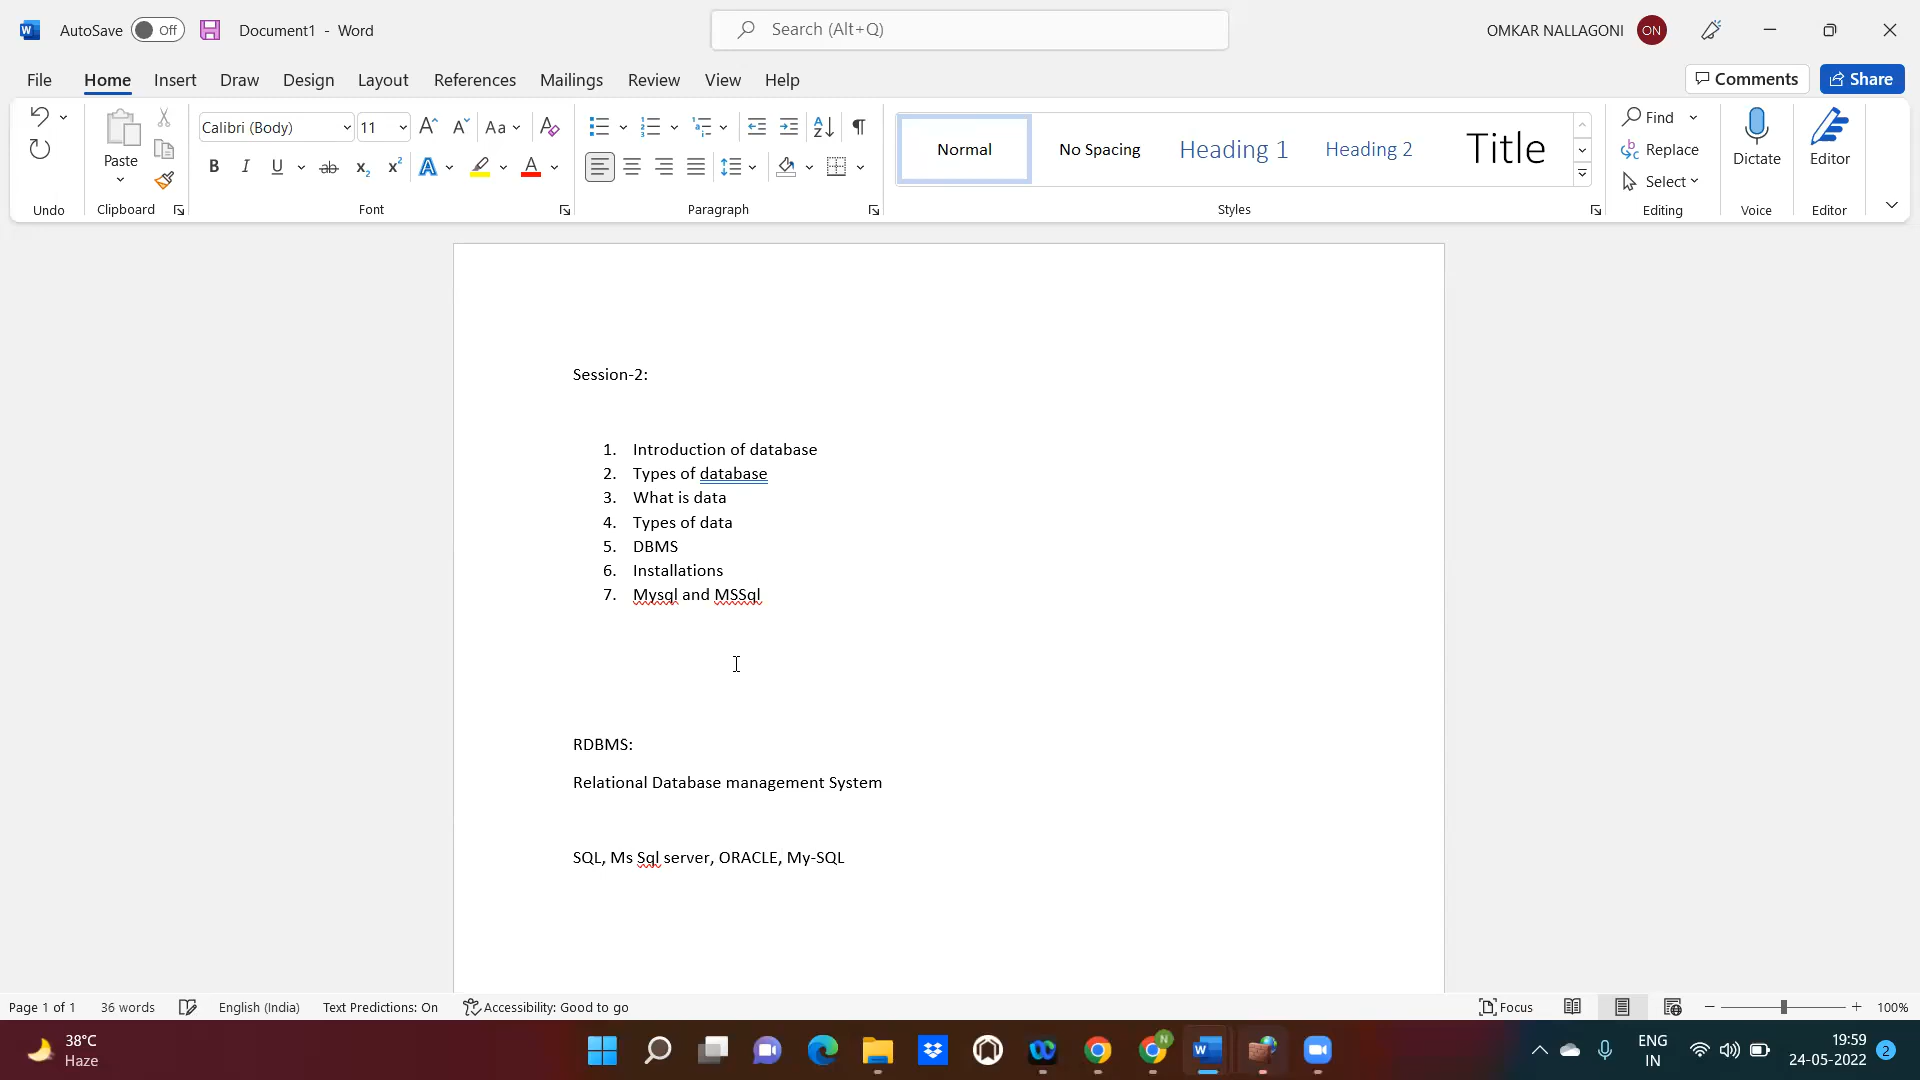 AutoSave Off Document1 - Word Search (Alt+Q) OMKAR NALLAGONI ON
File Home Insert Draw Design Layout References Mailings Review View Help Comments Share
Calibri (Body) 11 Aa Normal No Spacing Heading 1 Heading 2 Title Find
Paste Replace Dictate Editor
B I U ab x2 x2 A A Select
Undo Clipboard Font Paragraph Styles Editing Voice Editor
Session-2:
1. Introduction of database
2. Types of database
3. What is data
4. Types of data
5. DBMS
6. Installations
7. Mysql and MSSql
RDBMS:
Relational Database management System
SQL, Ms Sql server, ORACLE, My-SQL
Page 1 of 1 36 words English (India) Text Predictions: On Accessibility: Good to go Focus 100%
38°C
Haze
ENG
IN
19:59
24-05-2022
2